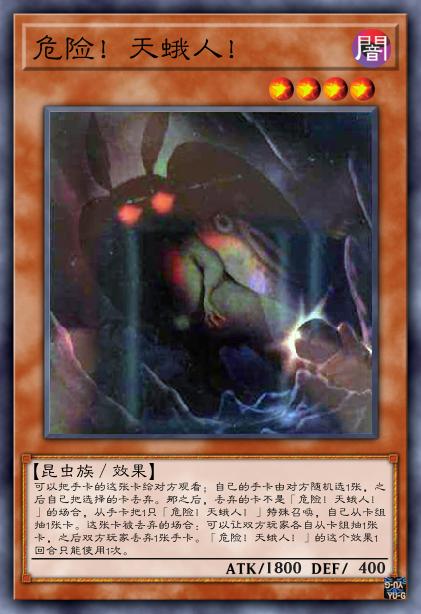 危险！天蛾人！
闇
【昆虫族／效果】
可以把手卡的这张卡给对方观看；自己的手卡由对方随机选1张，之
后自己把选择的卡丢弃。那之后，丢弃的卡不是「危险！天蛾人！
」的场合，从手卡把1只「危险！天蛾人！」特殊召唤，自己从卡组
抽1张卡。这张卡被丢弃的场合：可以让双方玩家各自从卡组抽1张
卡，之后双方玩家丢弃1张手卡。「危险！天蛾人！」的这个效果1
回合只能使用1次。
ATK/1800 DEF/ 400